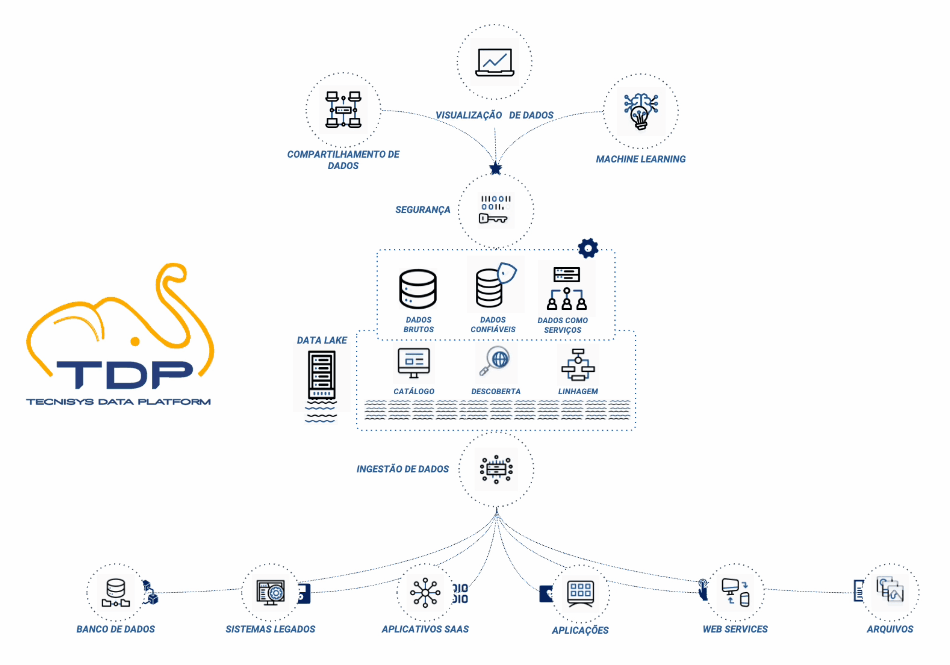 VISUALIZAÇÃO DE DADOS
COMPARTILHAMENTO DE
DADOS
MACHINE LEARNING
SEGURANÇA
DADOS
BRUTOS
DADOS
CONFIÁVEIS
DADOS COMO
SERVIÇOS
DATA LAKE
CATÁLOGO
DESCOBERTA
LINHAGEM
TDP
TECNISYS DATA PLATFORM
INGESTÃO DE DADOS
BANCO DE DADOS
SISTEMAS LEGADOS
APLICATIVOS SAAS
APLICAÇÕES
WEB SERVICES
ARQUIVOS